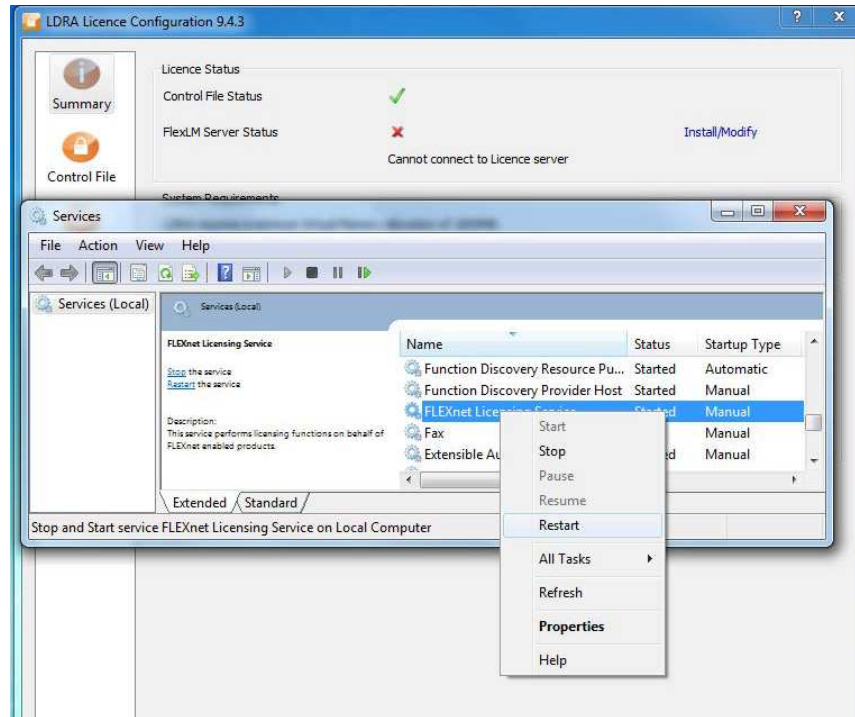 LDRA Licence Configuration 9.4.3
Summary
Control File
Licence Status
Control File Status
FlexLM Server Status
Install/Modify
Cannot connect to Licence server
System Requirements
Services
File Action View Help
Services (Local)
Services (Local)
FLEXnet Licensing Service
Stop the service
Restart the service
Description:
This service performs licensing functions on behalf of
FLEXnet enabled products.
Name Status Startup Type
Function Discovery Resource Pu... Started Automatic
Function Discovery Provider Host Started Manual
FLEXnet Licensing Service Started Manual
Fax Manual
Extensible Au Manual
Extended Standard
Stop and Start service FLEXnet Licensing Service on Local Computer
Start
Stop
Pause
Resume
Restart
All Tasks
Refresh
Properties
Help